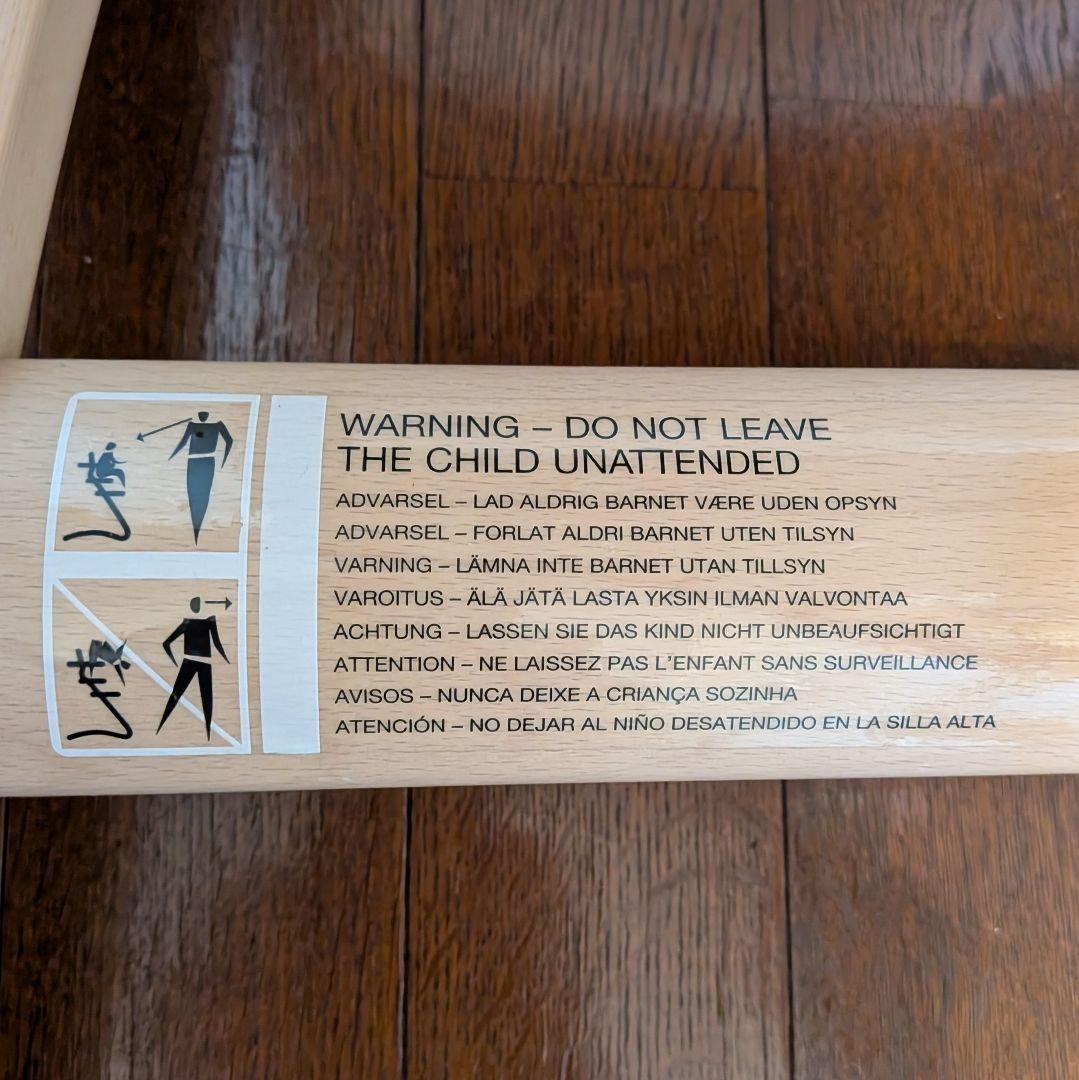 WARNING – DO NOT LEAVE
THE CHILD UNATTENDED
ADVARSEL – LAD ALDRIG BARNET VÆRE UDEN OPSYN
ADVARSEL – FORLAT ALDRI BARNET UTEN TILSYN
VARNING – LÄMNA INTE BARNET UTAN TILLSYN
VAROITUS – ÄLÄ JÄTÄ LASTA YKSIN ILMAN VALVONTAA
ACHTUNG – LASSEN SIE DAS KIND NICHT UNBEAUFSICHTIGT
ATTENTION – NE LAISSEZ PAS L'ENFANT SANS SURVEILLANCE
AVISOS – NUNCA DEIXE A CRIANÇA SOZINHA
ATENCIÓN – NO DEJAR AL NIÑO DESATENDIDO EN LA SILLA ALTA